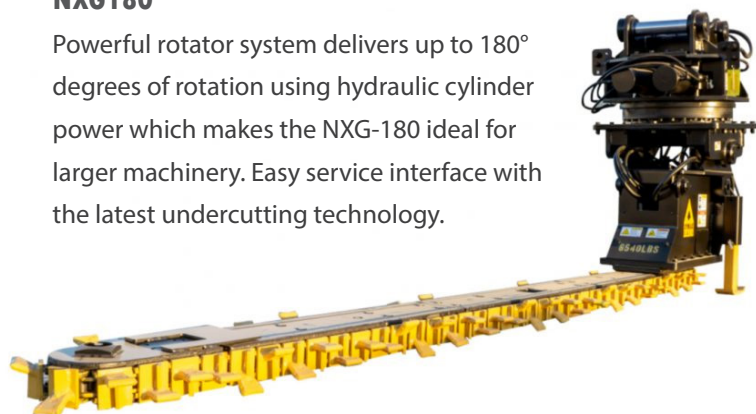 NXG180
Powerful rotator system delivers up to 180°
degrees of rotation using hydraulic cylinder
power which makes the NXG-180 ideal for
larger machinery. Easy service interface with
the latest undercutting technology.
6540LBS